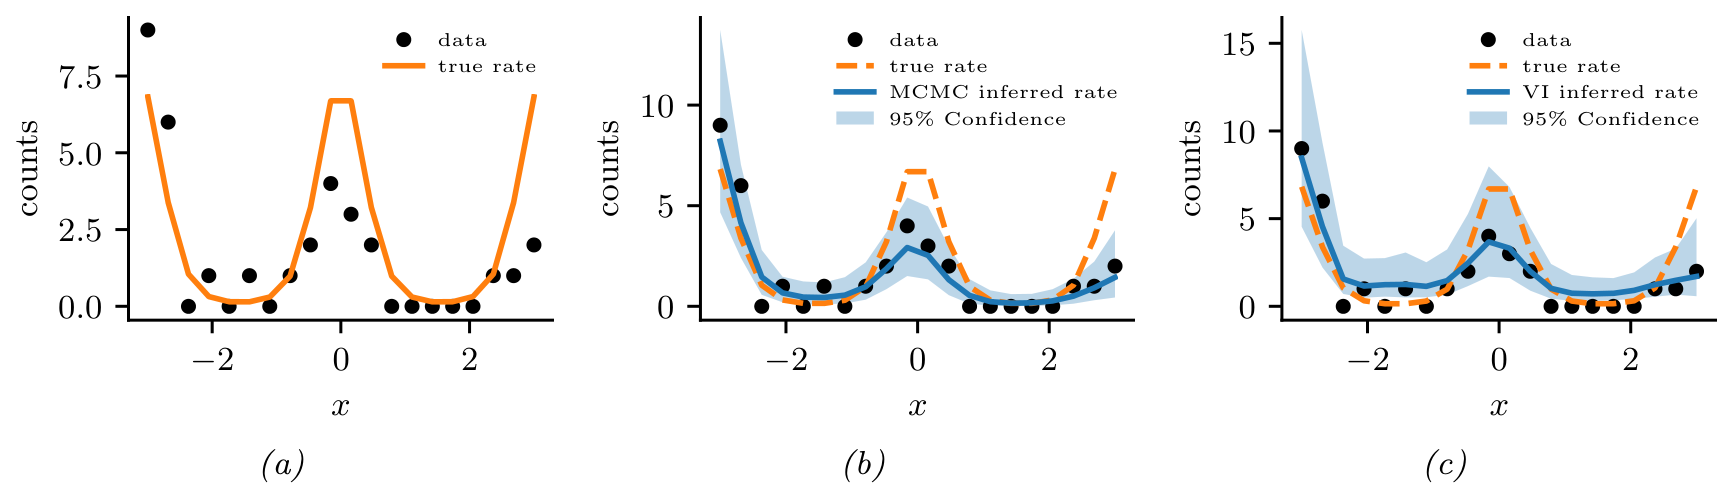 counts
7.5
5.0
2.5
0.0
−2
0
2
x
data
true rate
(a)
counts
10
5
0
−2
0
2
x
data
true rate
MCMC inferred rate
95% Confidence
(b)
counts
15
10
5
0
−2
0
2
x
data
true rate
VI inferred rate
95% Confidence
(c)